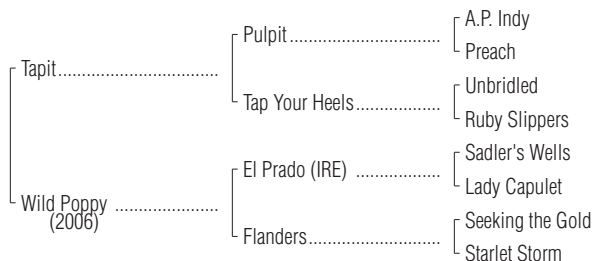 A.P. Indy
Pulpit........................................
Preach
Tapit..................................
Unbridled
Tap Your Heels..................
Ruby Slippers
Sadler's Wells
El Prado (IRE) ..................
Lady Capulet
Wild Poppy ......................
(2006)
Seeking the Gold
Flanders............................
Starlet Storm